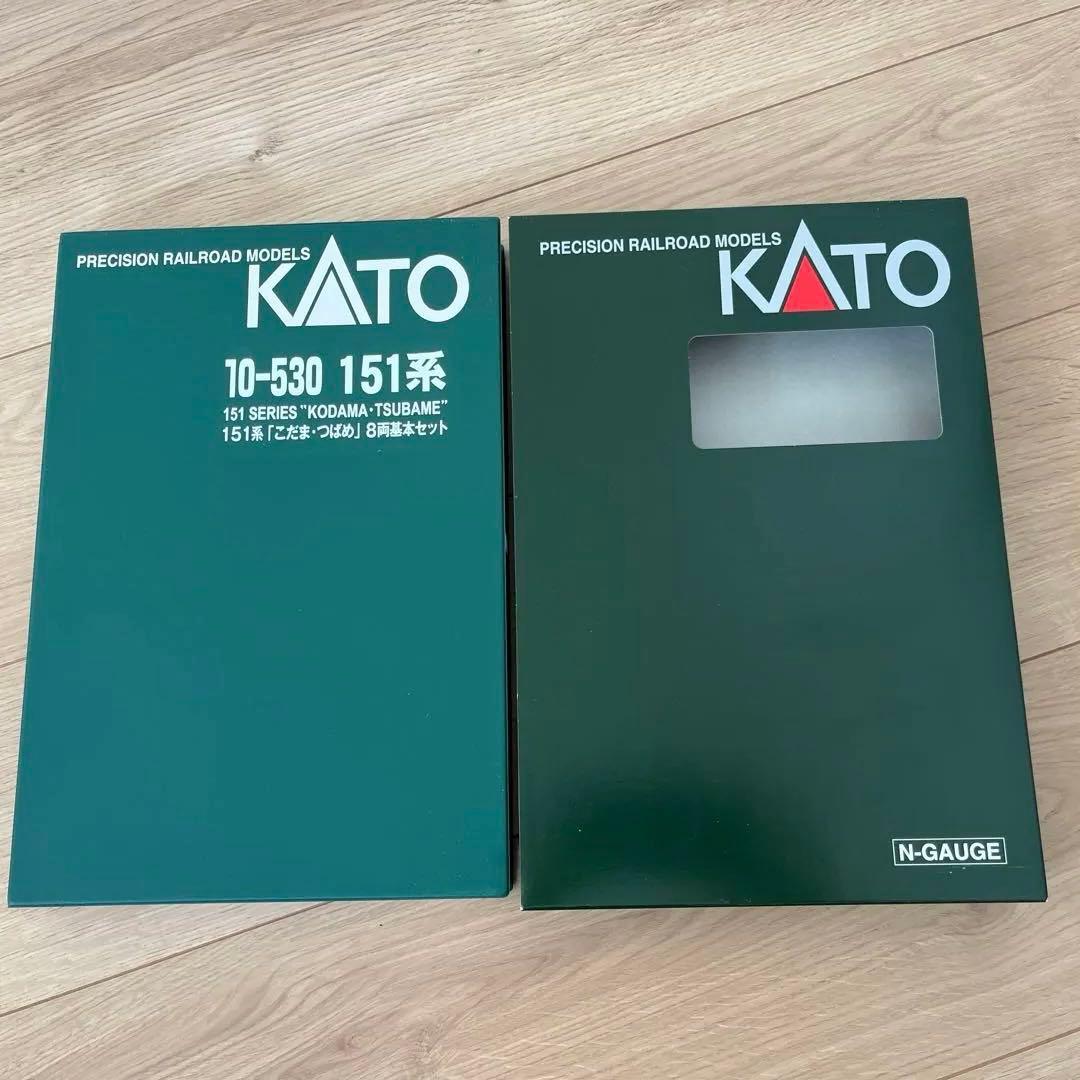 PRECISION RAILROAD MODELS
KATO
10-530 151系
151 SERIES "KODAMA・TSUBAME"
151系「こだま・つばめ」8両基本セット
PRECISION RAILROAD MODELS
KATO
N-GAUGE